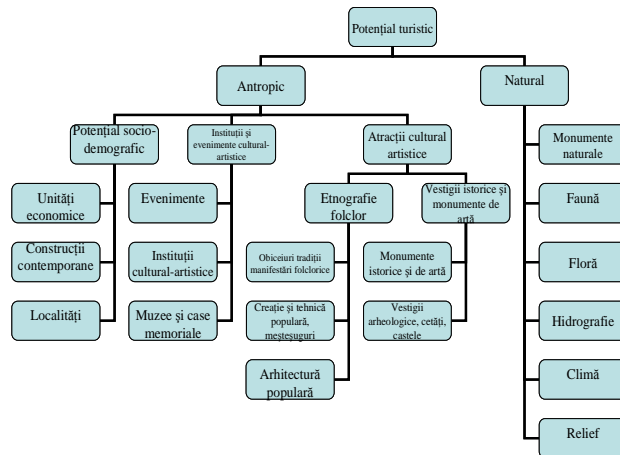 Potențial turistic
Antropic
Natural
Potențial socio-
demografic
Instituții și
evenimente cultural-
artistice
Atracții cultural
artistice
Monumente
naturale
Unități
economice
Evenimente
Etnografie
folclor
Vestigii istorice și
monumente de
artă
Faună
Construcții
contemporane
Instituții
cultural-artistice
Obiceiuri tradiții
manifestări folclorice
Monumente
istorice și de artă
Floră
Localități
Muzee și case
memoriale
Creație și tehnică
populară,
meșteșuguri
Vestigii
arheologice, cetăți,
castele
Hidrografie
Arhitectură
populară
Climă
Relief